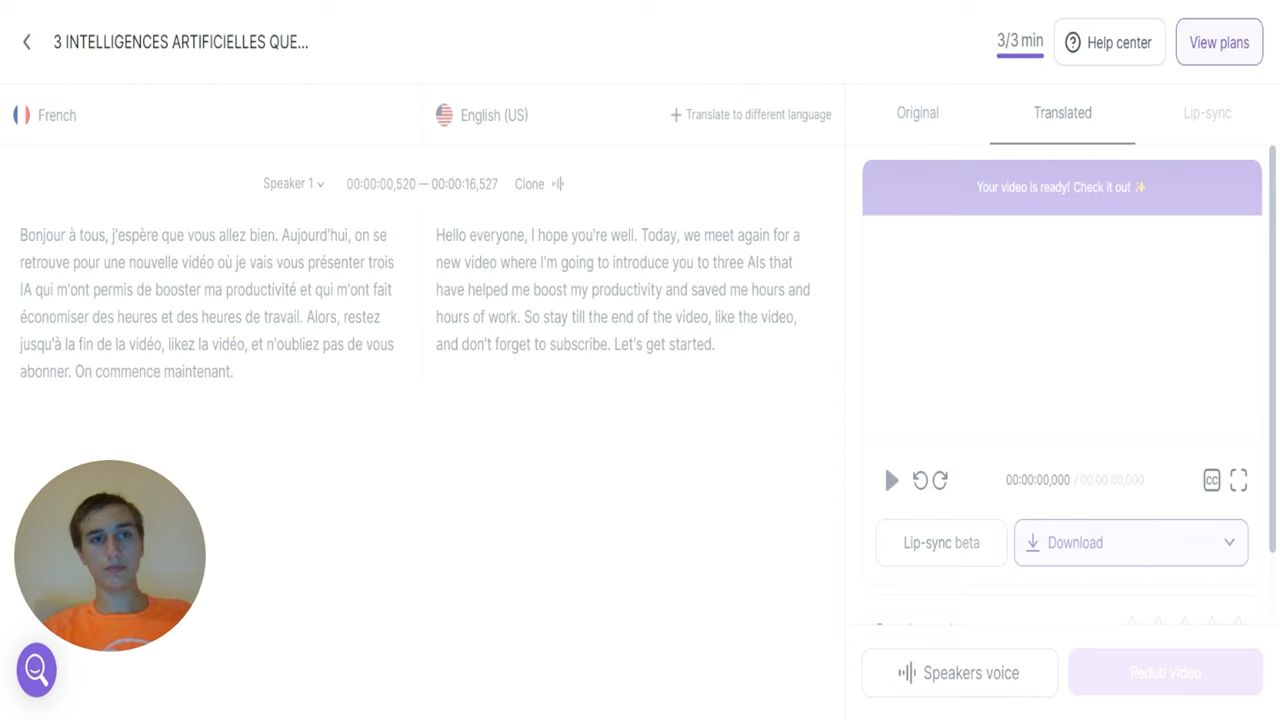 3 INTELLIGENCES ARTIFICIELLES QUE...
3/3 min
Help center
View plans
French
English (US)
Translate to different language
Original
Translated
Lip-sync
Speaker 1
00:00:00,520 — 00:00:16,527
Clone
Your video is ready! Check it out ✨
Bonjour à tous, j'espère que vous allez bien. Aujourd'hui, on se
retrouve pour une nouvelle vidéo où je vais vous présenter trois
IA qui m'ont permis de booster ma productivité et qui m'ont fait
économiser des heures et des heures de travail. Alors, restez
jusqu'à la fin de la vidéo, likez la vidéo, et n'oubliez pas de vous
abonner. On commence maintenant.
Hello everyone, I hope you're well. Today, we meet again for a
new video where I'm going to introduce you to three AIs that
have helped me boost my productivity and saved me hours and
hours of work. So stay till the end of the video, like the video,
and don't forget to subscribe. Let's get started.
00:00:00,000 / 00:00:00,000
CC
Lip-sync beta
Download
Speakers voice
Redub Video